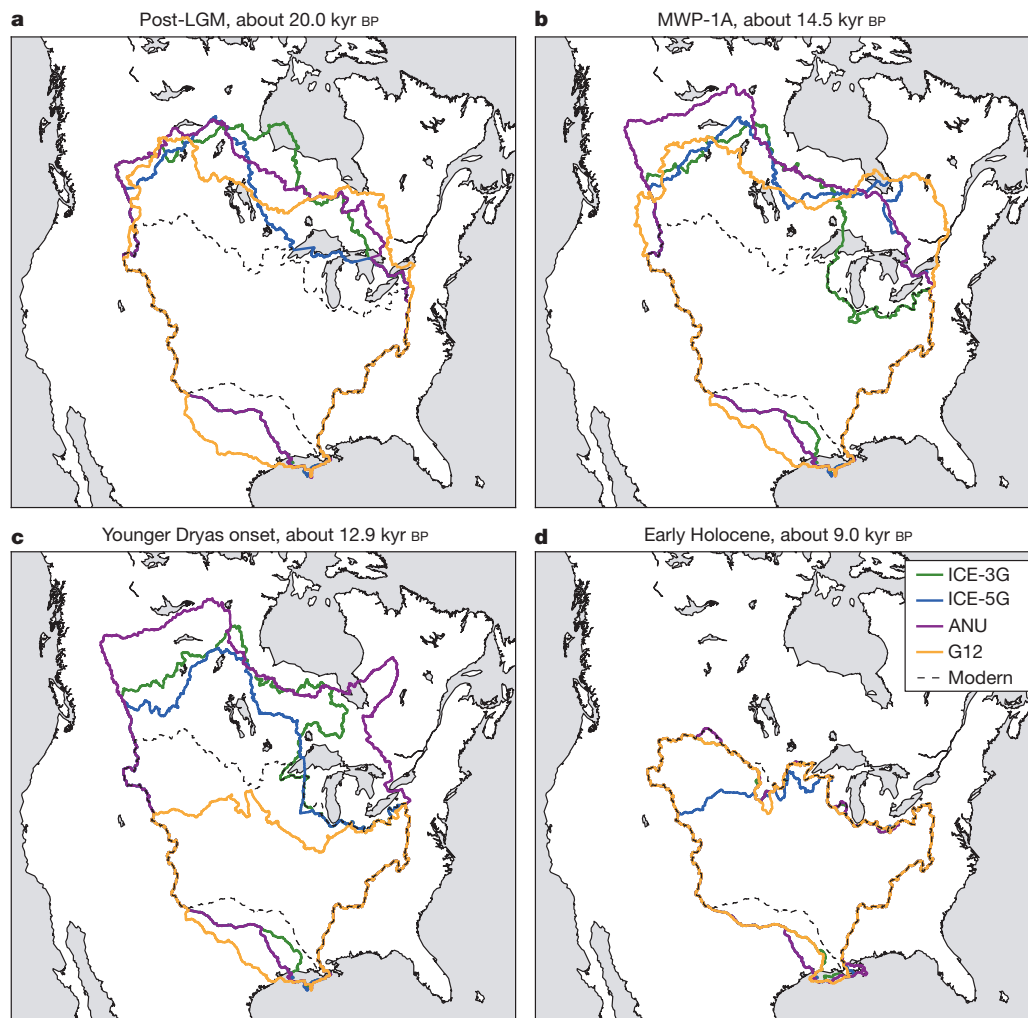 a Post-LGM, about 20.0 kyr BP
b MWP-1A, about 14.5 kyr BP
c Younger Dryas onset, about 12.9 kyr BP
d Early Holocene, about 9.0 kyr BP
ICE-3G
ICE-5G
ANU
G12
Modern